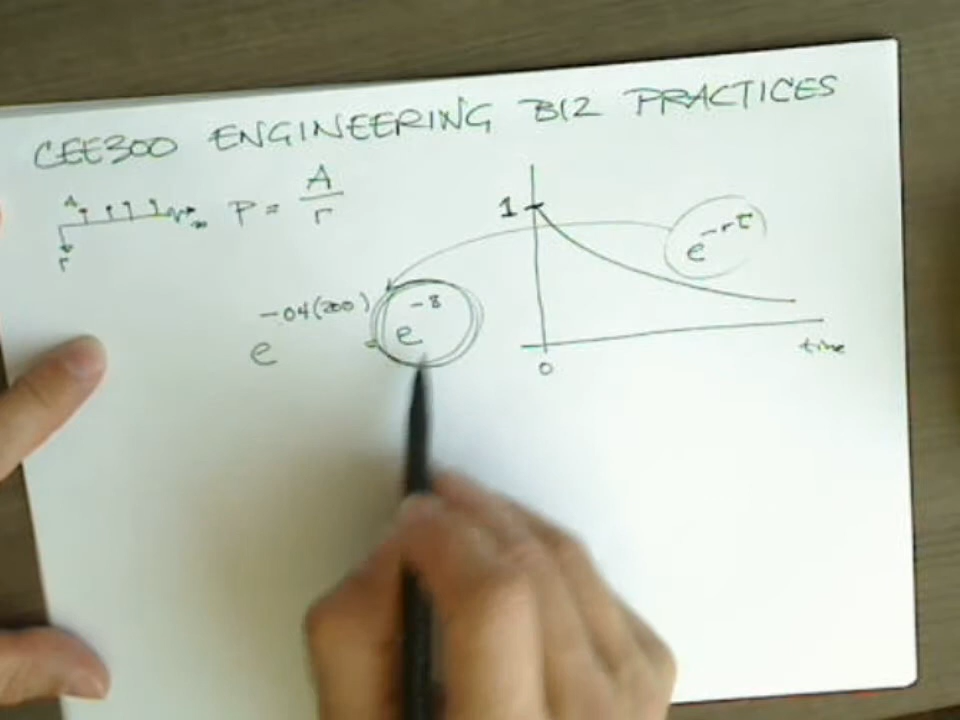 CEE300 ENGINEERING BIZ PRACTICES
A
P = A/r
r
1
e^-rt
e^-.04(200) = e^-8
0
time